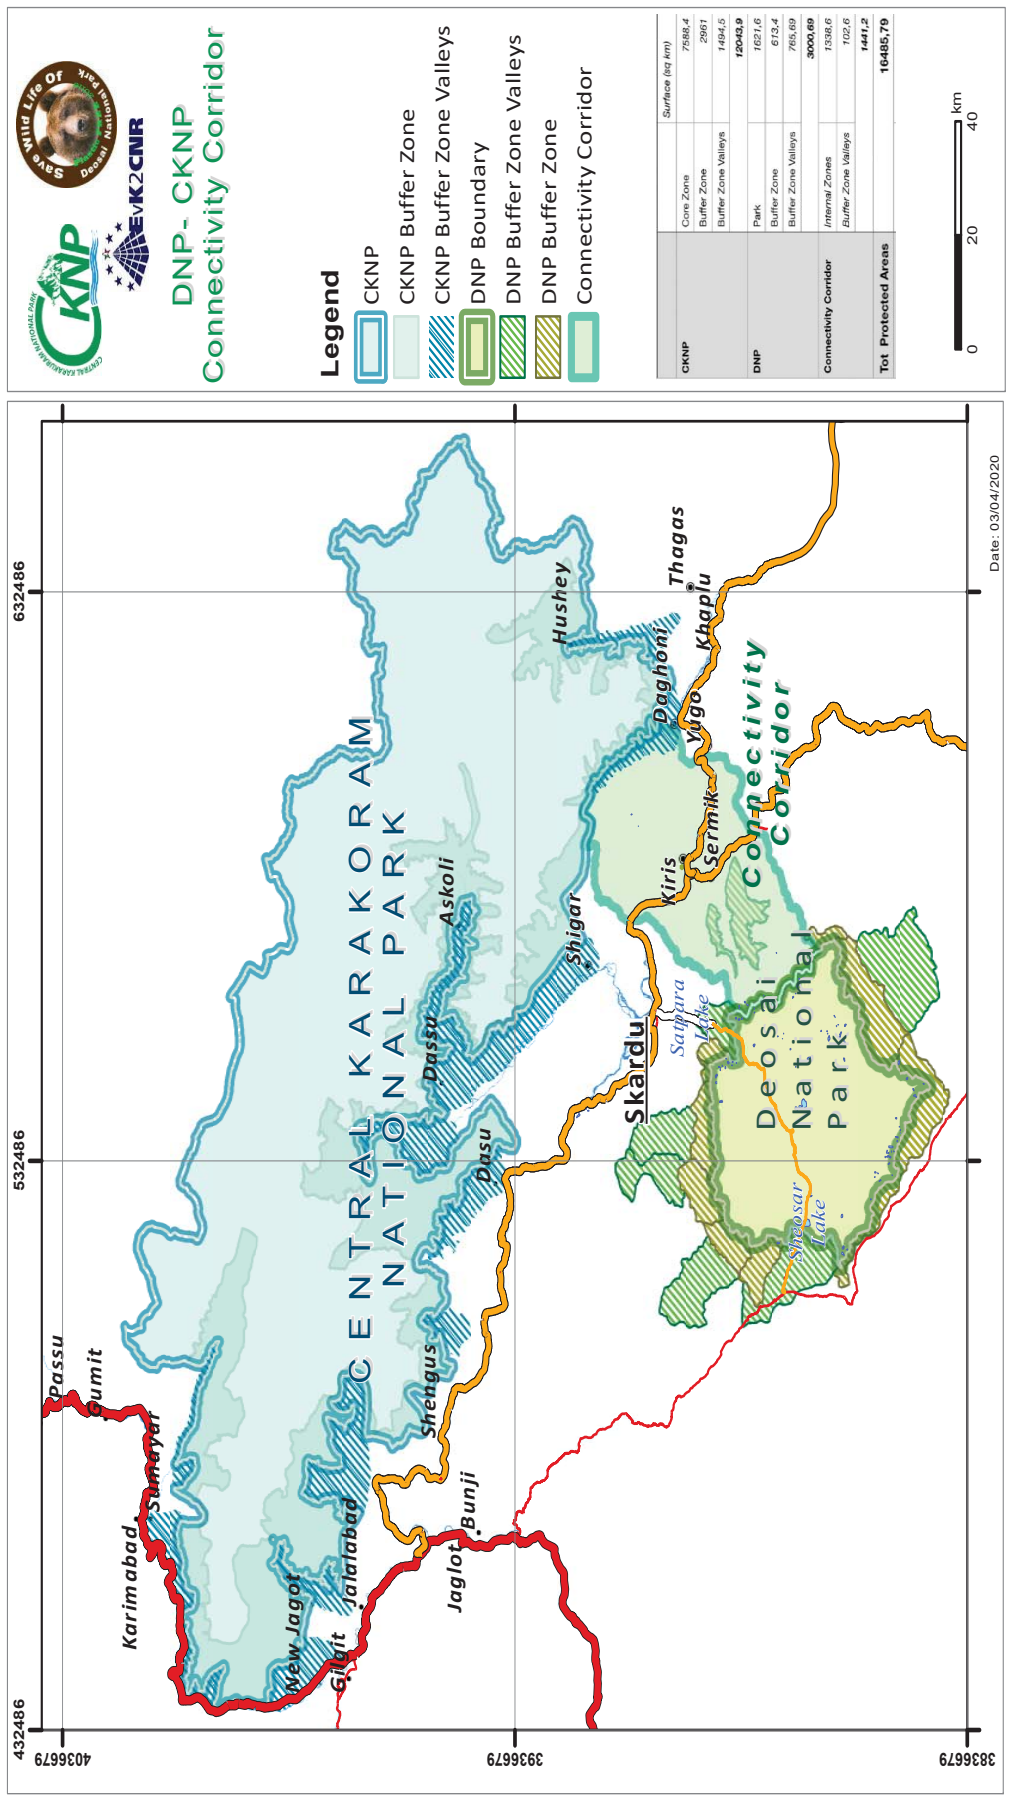 432486
532486
632486
4036679
3936679
3836679
Passu
Gumit
Sumayar
Karimabad
CENTRAL KARAKORAM
NATIONAL PARK
New Jagot
Gilgit
Jalalabad
Jaglot
Bunji
Shengus
Dasu
Dassu
Askoli
Shigar
Hushey
Daghoni
Thagas
Khaplu
Yugo
Sermik
Kiris
Skardu
Satpara
Lake
Connectivity
Corridor
Deosai
National
Park
Sheosar
Lake
Date: 03/04/2020
CKNP
CENTRAL KARAKURAM NATIONAL PARK
EvK2CNR
Save Wild Life Of
Deosai National Park
DNP- CKNP
Connectivity Corridor
Legend
CKNP
CKNP Buffer Zone
CKNP Buffer Zone Valleys
DNP Boundary
DNP Buffer Zone Valleys
DNP Buffer Zone
Connectivity Corridor
Surface (sq km)
CKNP Core Zone 7588,4
Buffer Zone 2961
Buffer Zone Valleys 1494,5
12043,9
DNP Park 1621,6
Buffer Zone 613,4
Buffer Zone Valleys 765,69
3000,69
Connectivity Corridor Internal Zones 1338,6
Buffer Zone Valleys 102,6
1441,2
Tot Protected Areas 16485,79
0 20 40 km